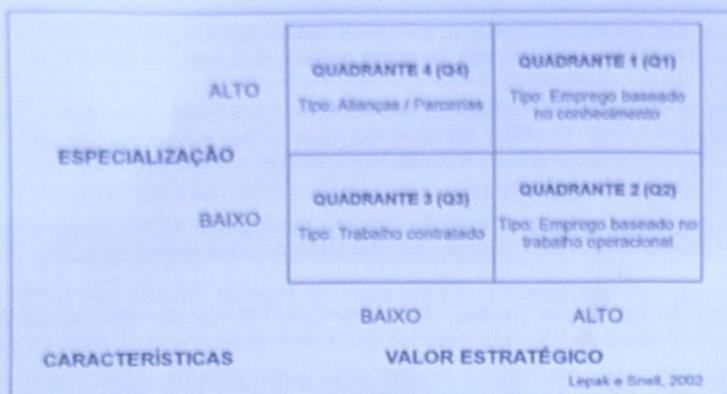 QUADRANTE 4 (Q4)
Tipo: Alianças / Parcerias
QUADRANTE 1 (Q1)
Tipo: Emprego baseado
no conhecimento
ALTO
ESPECIALIZAÇÃO
BAIXO
QUADRANTE 3 (Q3)
Tipo: Trabalho contratado
QUADRANTE 2 (Q2)
Tipo: Emprego baseado no
trabalho operacional
BAIXO
ALTO
CARACTERÍSTICAS
VALOR ESTRATÉGICO
Lepak e Snell, 2002